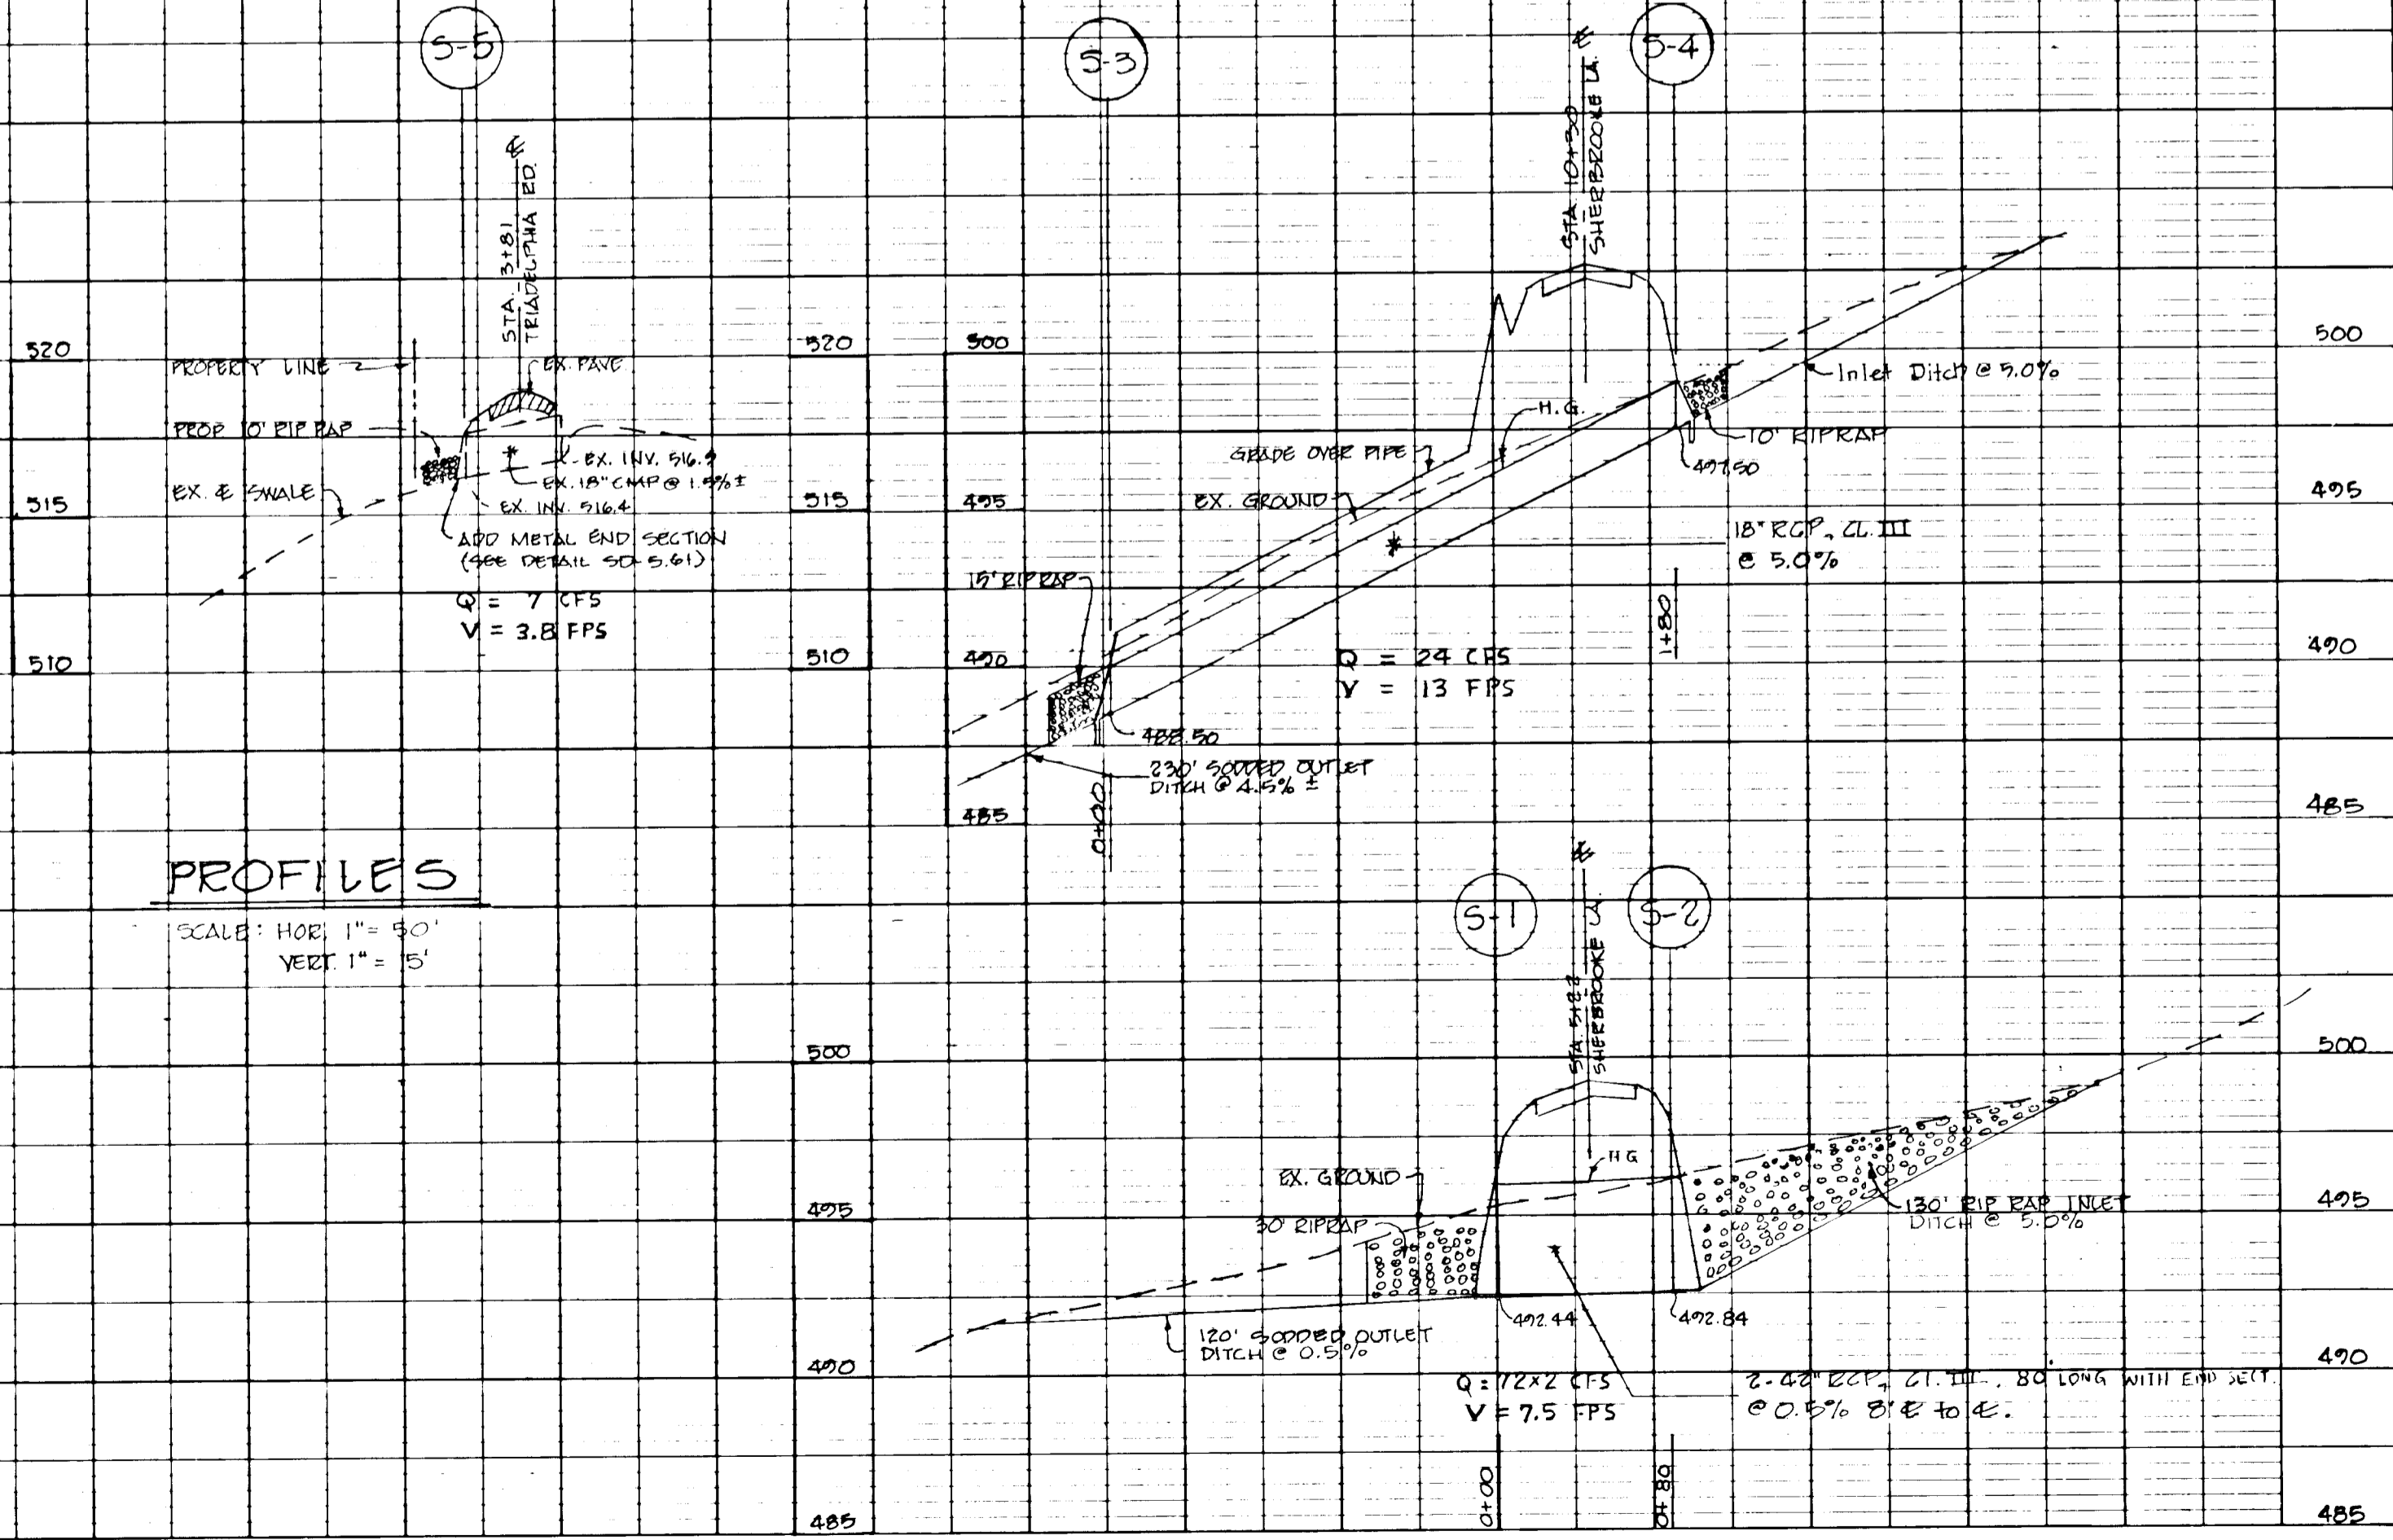 S-5
S-3
S-4
STA. 3+81 ⅊
TRIADELPHIA RD.
STA. 10+30 ⅊
SHERBROOKE LA.
520
520
500
500
PROPERTY LINE
EX. PAVE
Inlet Ditch @ 5.0%
PROP 10' RIP RAP
H.G.
10' RIPRAP
EX. INV. 516.9
GRADE OVER PIPE
497.50
EX. 18" CMP @ 1.9% ±
EX. ⅊ SWALE
EX. INV. 516.4
EX. GROUND
515
515
495
495
ADD METAL END SECTION
(SEE DETAIL SD-5.61)
18" RCP, CL. III
@ 5.0%
15' RIPRAP
Q = 7 CFS
V = 3.8 FPS
1+80
510
510
490
490
Q = 24 CFS
V = 13 FPS
488.50
230' SODDED OUTLET
DITCH @ 4.5% ±
485
485
0+00
PROFILES
SCALE: HOR. 1" = 50'
VERT. 1" = 5'
S-1
S-2
STA. 5+22 ⅊
SHERBROOKE LA.
500
500
HG
EX. GROUND
495
495
30' RIPRAP
130' RIP RAP INLET
DITCH @ 5.0%
492.44
492.84
120' SODDED OUTLET
DITCH @ 0.5%
490
490
Q = 72x2 CFS
V = 7.5 FPS
2-42" RCP, CL. III, 80' LONG WITH END SECT.
@ 0.5% 8' ⅊ to ⅊.
0+00
0+80
485
485